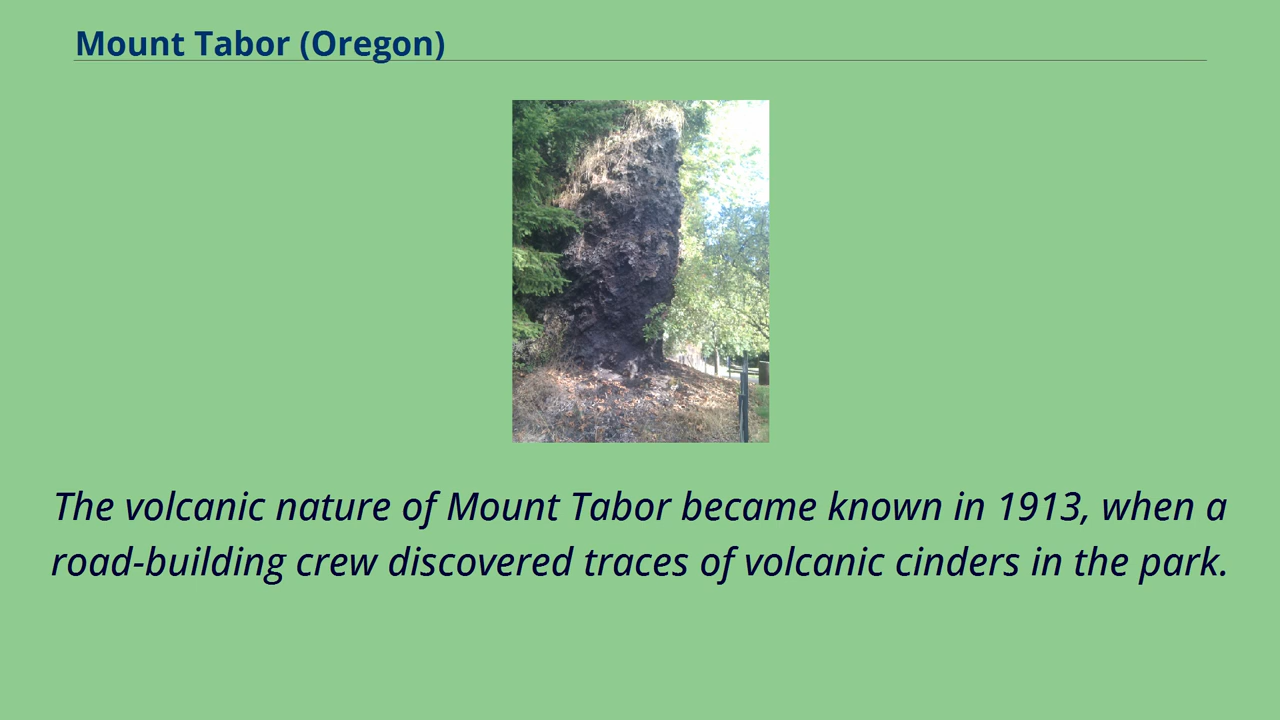 Mount Tabor (Oregon)
The volcanic nature of Mount Tabor became known in 1913, when a
road-building crew discovered traces of volcanic cinders in the park.